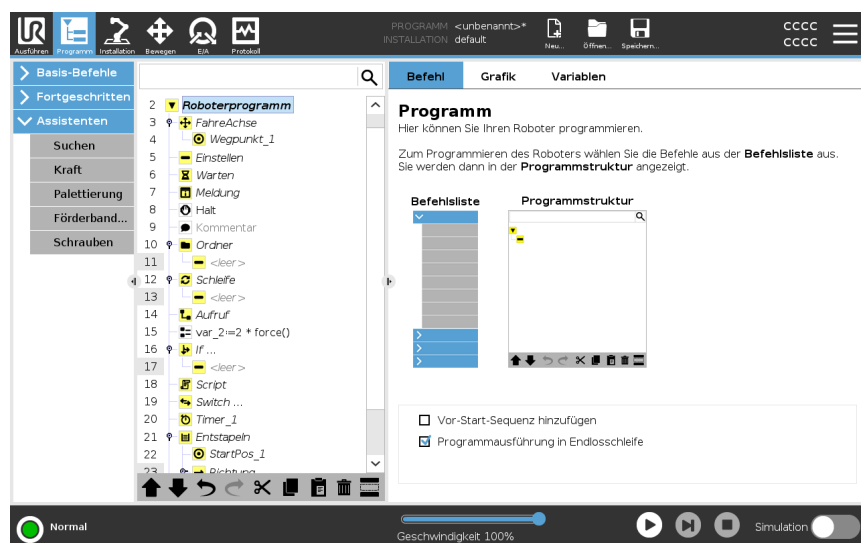 PROGRAMM <unbenannt>*
INSTALLATION default
cccc
cccc
Ausführen Programm Installation Bewegen E/A Protokoll Neu... Öffnen... Speichern...
Basis-Befehle
Fortgeschritten
Assistenten
Suchen
Kraft
Palettierung
Förderband...
Schrauben
2 Roboterprogramm
3 FahreAchse
4 Wegpunkt_1
5 Einstellen
6 Warten
7 Meldung
8 Halt
9 Kommentar
10 Ordner
11 <leer>
12 Schleife
13 <leer>
14 Aufruf
15 var_2:=2 * force()
16 If ...
17 <leer>
18 Script
19 Switch ...
20 Timer_1
21 Entstapeln
22 StartPos_1
23 Richtung
Befehl Grafik Variablen
Programm
Hier können Sie Ihren Roboter programmieren.
Zum Programmieren des Roboters wählen Sie die Befehle aus der Befehlsliste aus.
Sie werden dann in der Programmstruktur angezeigt.
Befehlsliste Programmstruktur
Vor-Start-Sequenz hinzufügen
Programmausführung in Endlosschleife
Normal
Geschwindigkeit 100%
Simulation